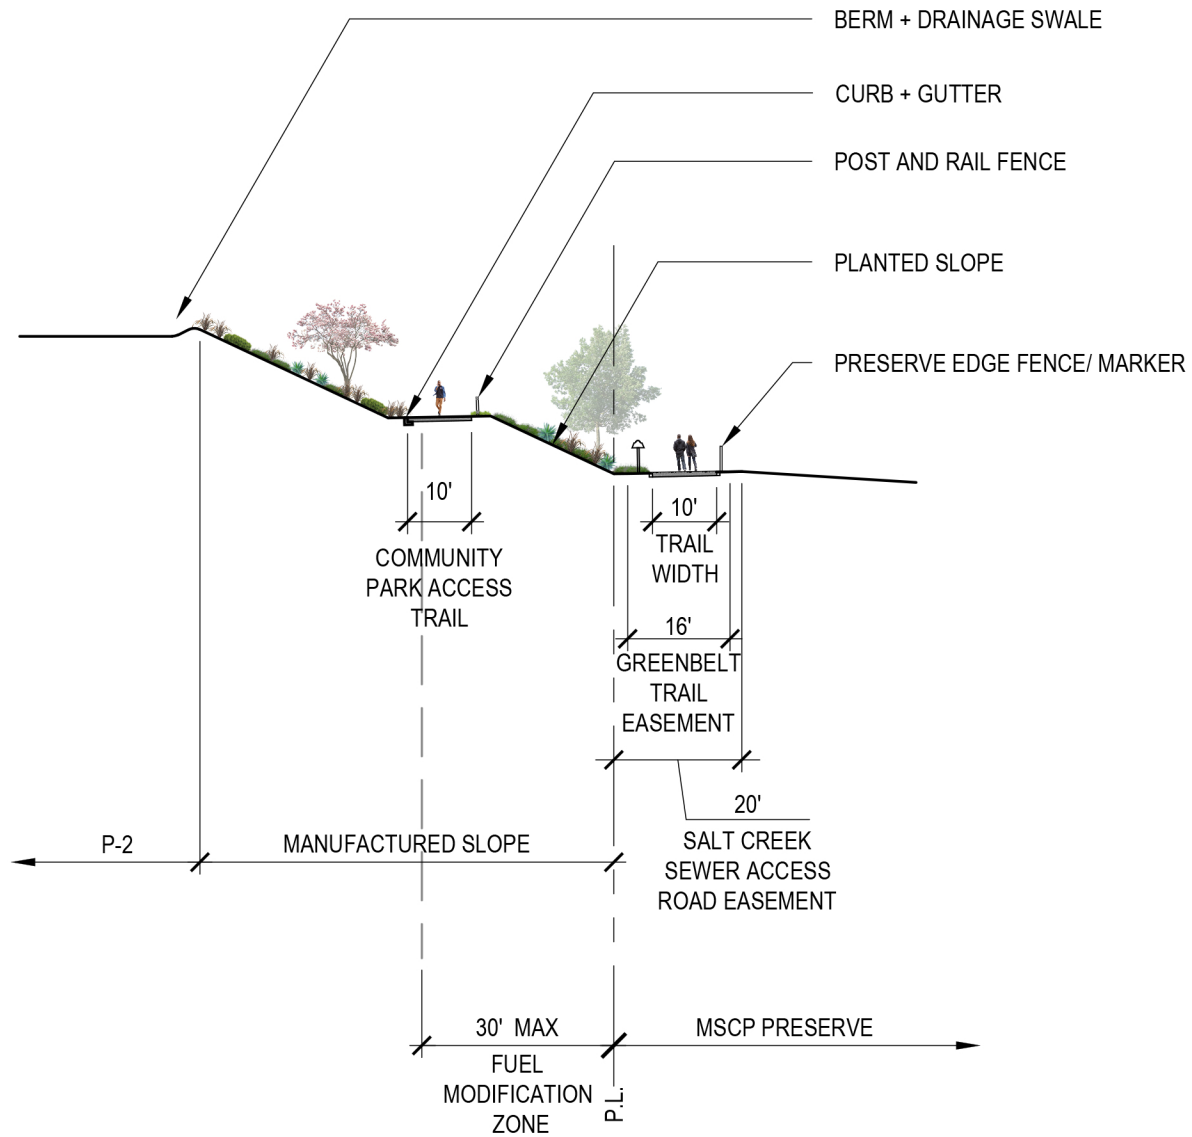 BERM + DRAINAGE SWALE
CURB + GUTTER
POST AND RAIL FENCE
PLANTED SLOPE
PRESERVE EDGE FENCE/ MARKER
10'
COMMUNITY
PARK ACCESS
TRAIL
10'
TRAIL
WIDTH
16'
GREENBELT
TRAIL
EASEMENT
20'
SALT CREEK
SEWER ACCESS
ROAD EASEMENT
P-2
MANUFACTURED SLOPE
30' MAX
FUEL
MODIFICATION
ZONE
MSCP PRESERVE
P.L.